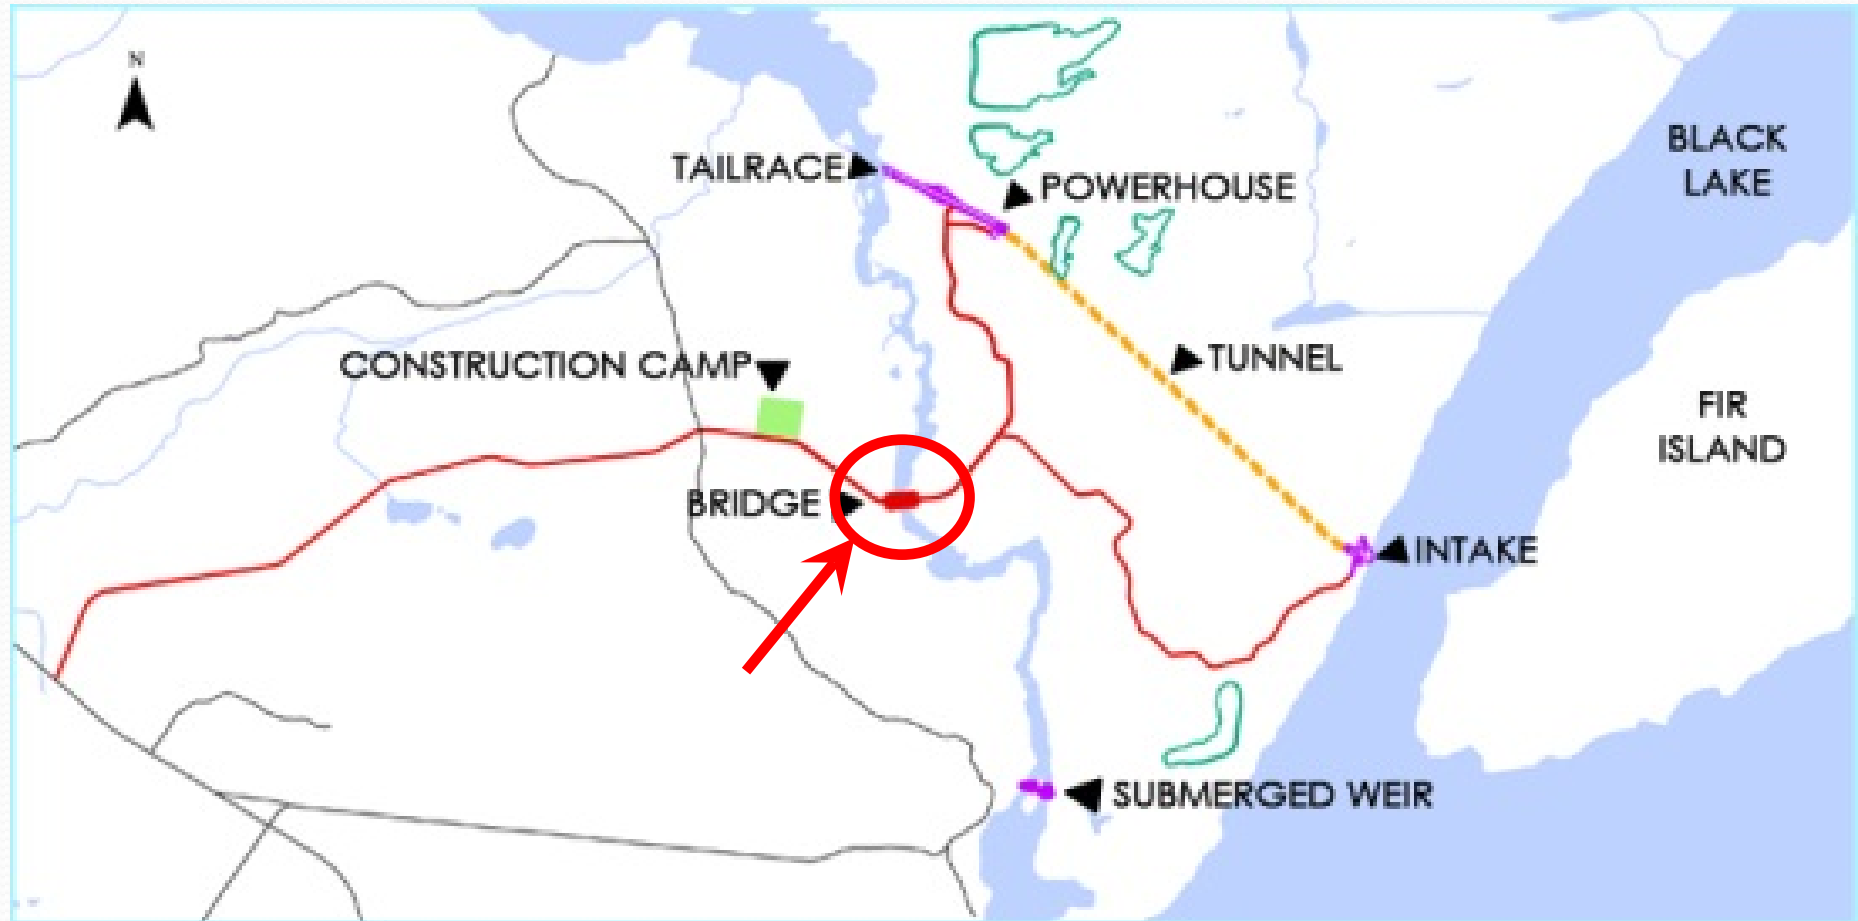 N
BLACK
LAKE
TAILRACE
POWERHOUSE
CONSTRUCTION CAMP
TUNNEL
FIR
ISLAND
BRIDGE
INTAKE
SUBMERGED WEIR